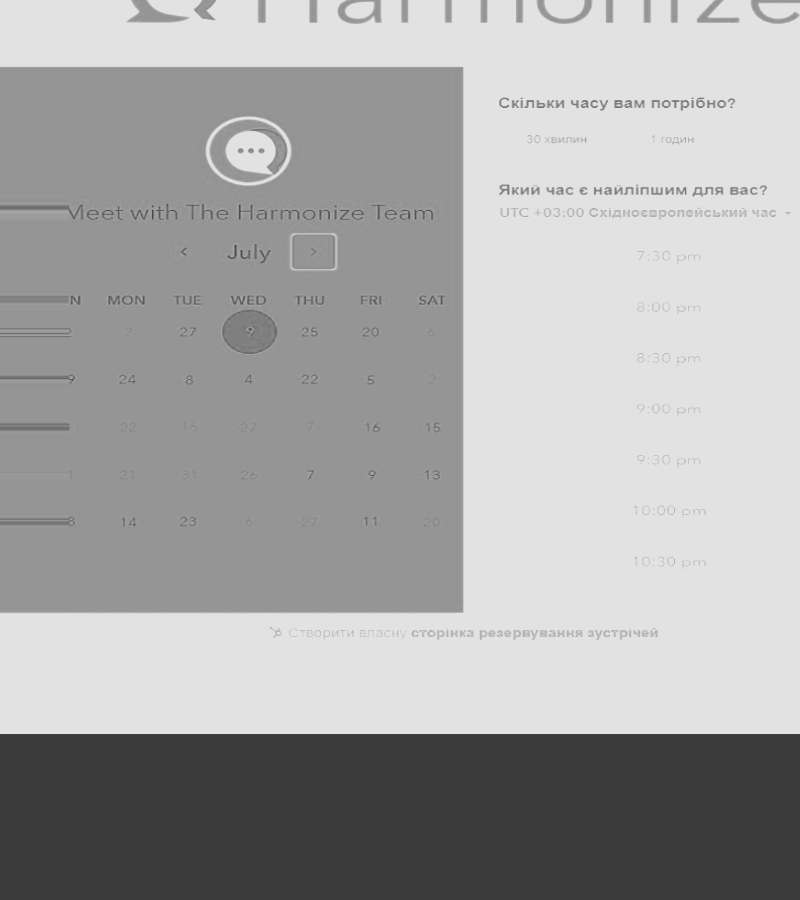 Harmonize
Meet with The Harmonize Team
‹ July ›
N MON TUE WED THU FRI SAT
2 27 9 25 20 6
9 24 8 4 22 5 2
22 16 27 7 16 15
1 21 31 26 7 9 13
8 14 23 6 27 11 20
Скільки часу вам потрібно?
30 хвилин 1 годин
Який час є найліпшим для вас?
UTC +03:00 Східноєвропейський час
7:30 pm
8:00 pm
8:30 pm
9:00 pm
9:30 pm
10:00 pm
10:30 pm
Створити власну сторінка резервування зустрічей